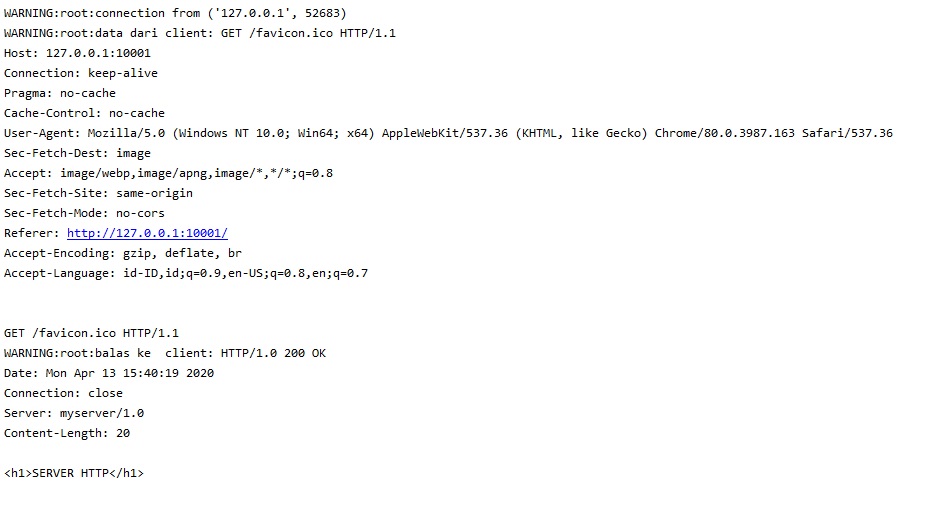 WARNING:root:connection from ('127.0.0.1', 52683)
WARNING:root:data dari client: GET /favicon.ico HTTP/1.1
Host: 127.0.0.1:10001
Connection: keep-alive
Pragma: no-cache
Cache-Control: no-cache
User-Agent: Mozilla/5.0 (Windows NT 10.0; Win64; x64) AppleWebKit/537.36 (KHTML, like Gecko) Chrome/80.0.3987.163 Safari/537.36
Sec-Fetch-Dest: image
Accept: image/webp,image/apng,image/*,*/*;q=0.8
Sec-Fetch-Site: same-origin
Sec-Fetch-Mode: no-cors
Referer: http://127.0.0.1:10001/
Accept-Encoding: gzip, deflate, br
Accept-Language: id-ID,id;q=0.9,en-US;q=0.8,en;q=0.7
GET /favicon.ico HTTP/1.1
WARNING:root:balas ke  client: HTTP/1.0 200 OK
Date: Mon Apr 13 15:40:19 2020
Connection: close
Server: myserver/1.0
Content-Length: 20
<h1>SERVER HTTP</h1>